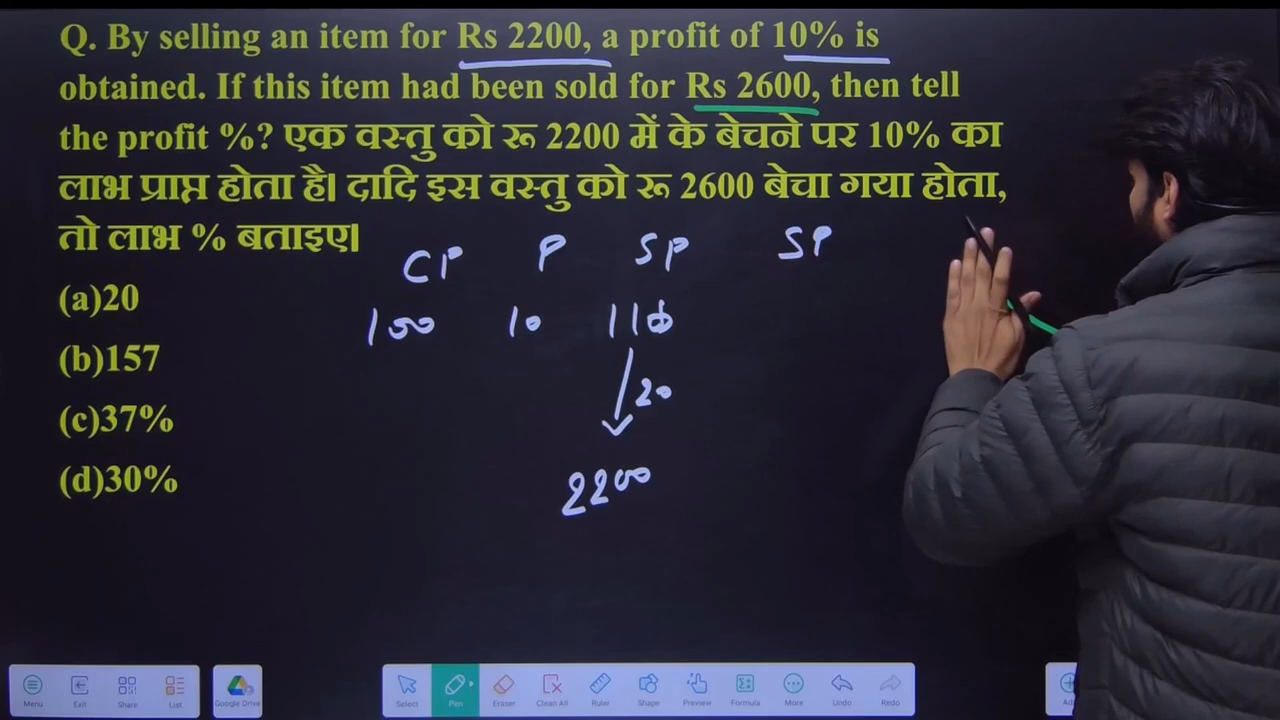 Q. By selling an item for Rs 2200, a profit of 10% is
obtained. If this item had been sold for Rs 2600, then tell
the profit %? एक वस्तु को रू 2200 में के बेचने पर 10% का
लाभ प्राप्त होता है। दादि इस वस्तु को रू 2600 बेचा गया होता,
तो लाभ % बताइए।
CP P SP SP
(a)20
100 10 110
(b)157
20
(c)37%
(d)30%
2200
Menu Exit Share List Google Drive Select Pen Eraser Clean All Ruler Shape Preview Formula More Undo Redo